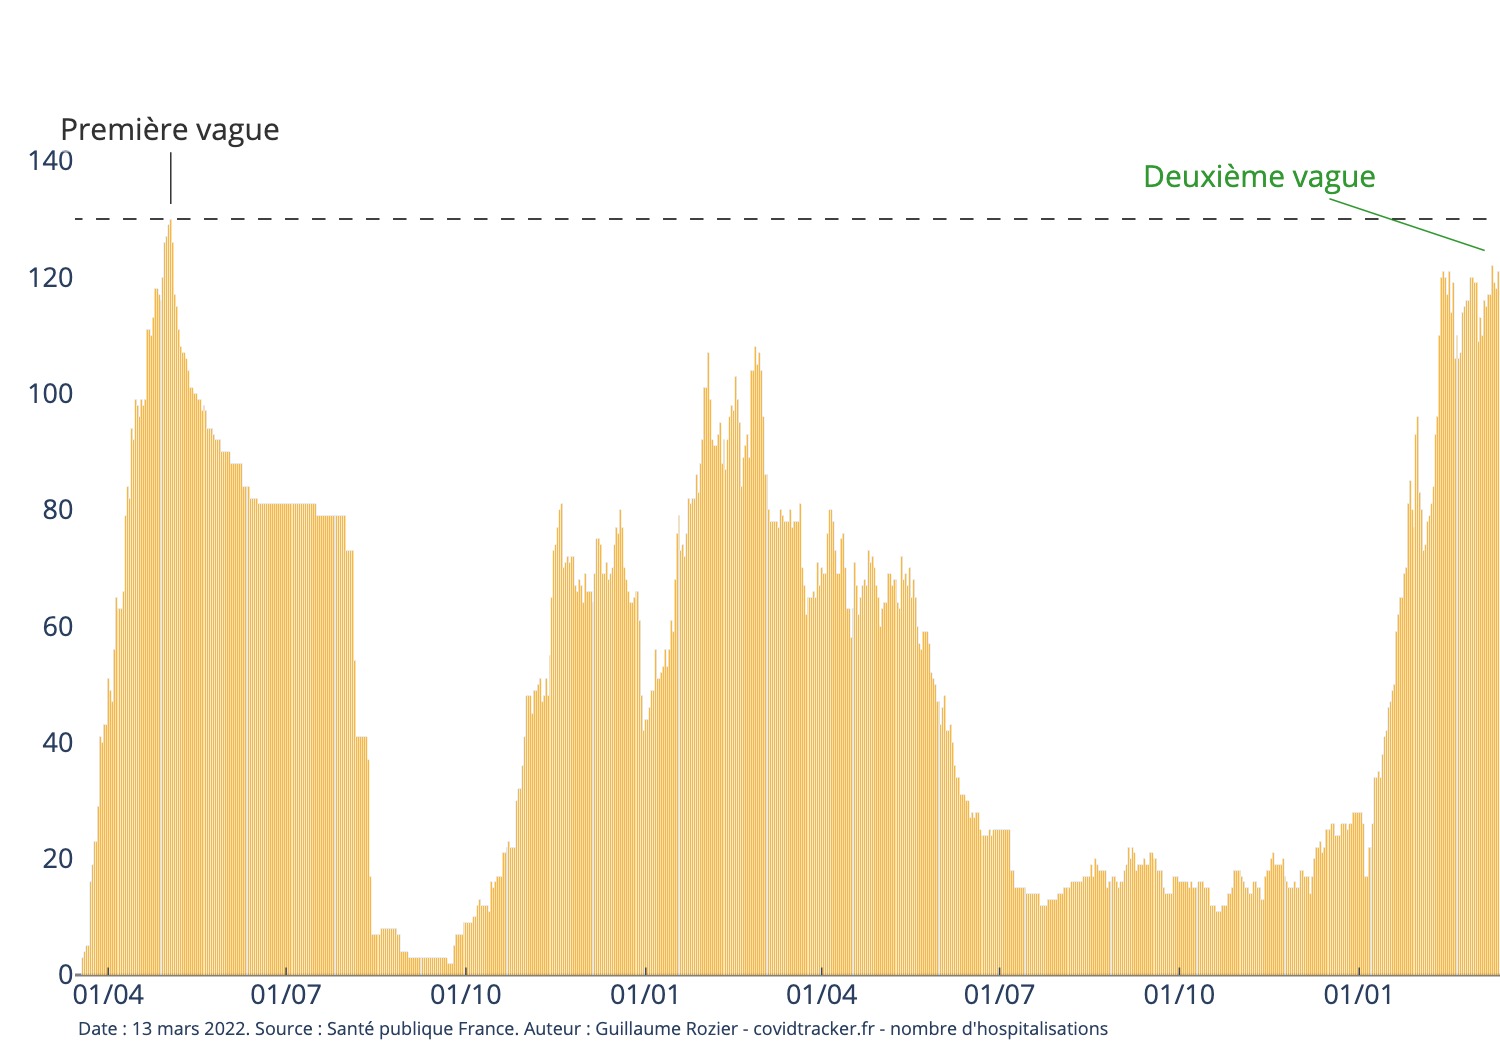 Première vague
140
Deuxième vague
120
100
80
60
40
20
0
01/04 01/07 01/10 01/01 01/04 01/07 01/10 01/01
Date : 13 mars 2022. Source : Santé publique France. Auteur : Guillaume Rozier - covidtracker.fr - nombre d'hospitalisations